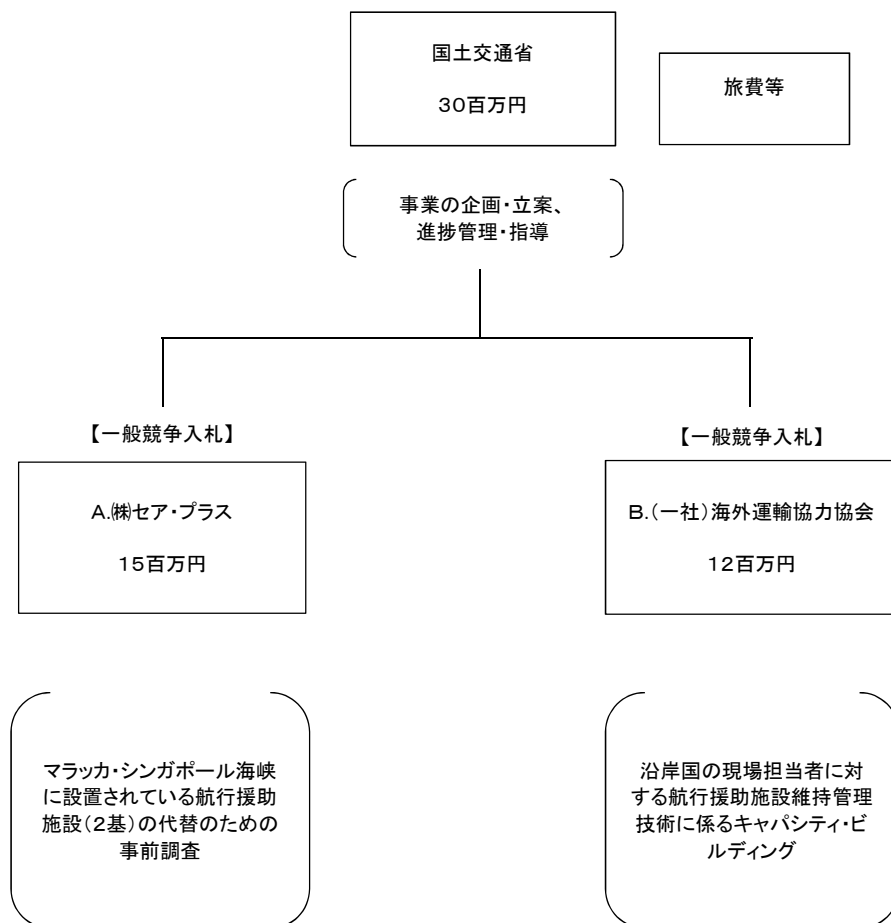 国土交通省
30百万円
旅費等
事業の企画・立案、
進捗管理・指導
【一般競争入札】
A.㈱セア・プラス
15百万円
マラッカ・シンガポール海峡
に設置されている航行援助
施設（２基）の代替のための
事前調査
【一般競争入札】
B.（一社）海外運輸協力協会
12百万円
沿岸国の現場担当者に対
する航行援助施設維持管理
技術に係るキャパシティ・ビ
ルディング